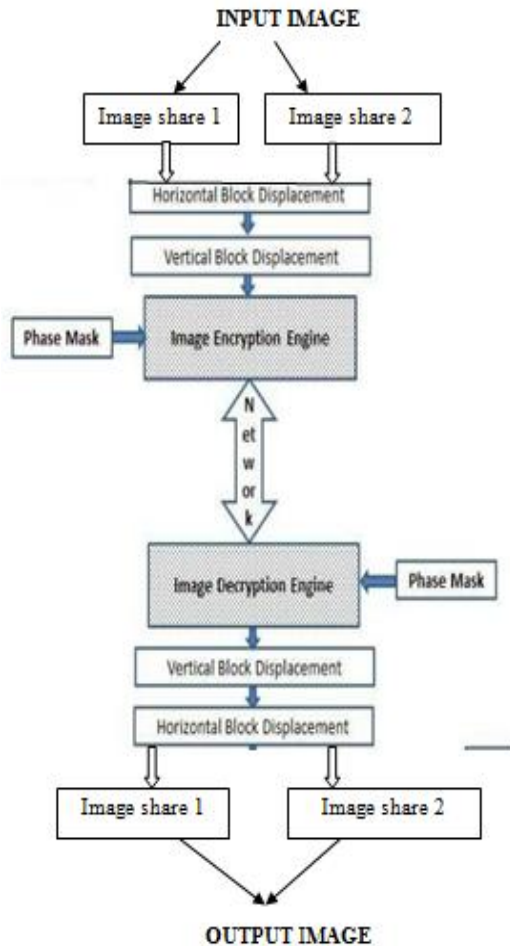 INPUT IMAGE
Image share 1
Image share 2
Horizontal Block Displacement
Vertical Block Displacement
Phase Mask
Image Encryption Engine
N
et
w
or
k
Image Decryption Engine
Phase Mask
Vertical Block Displacement
Horizontal Block Displacement
Image share 1
Image share 2
OUTPUT IMAGE